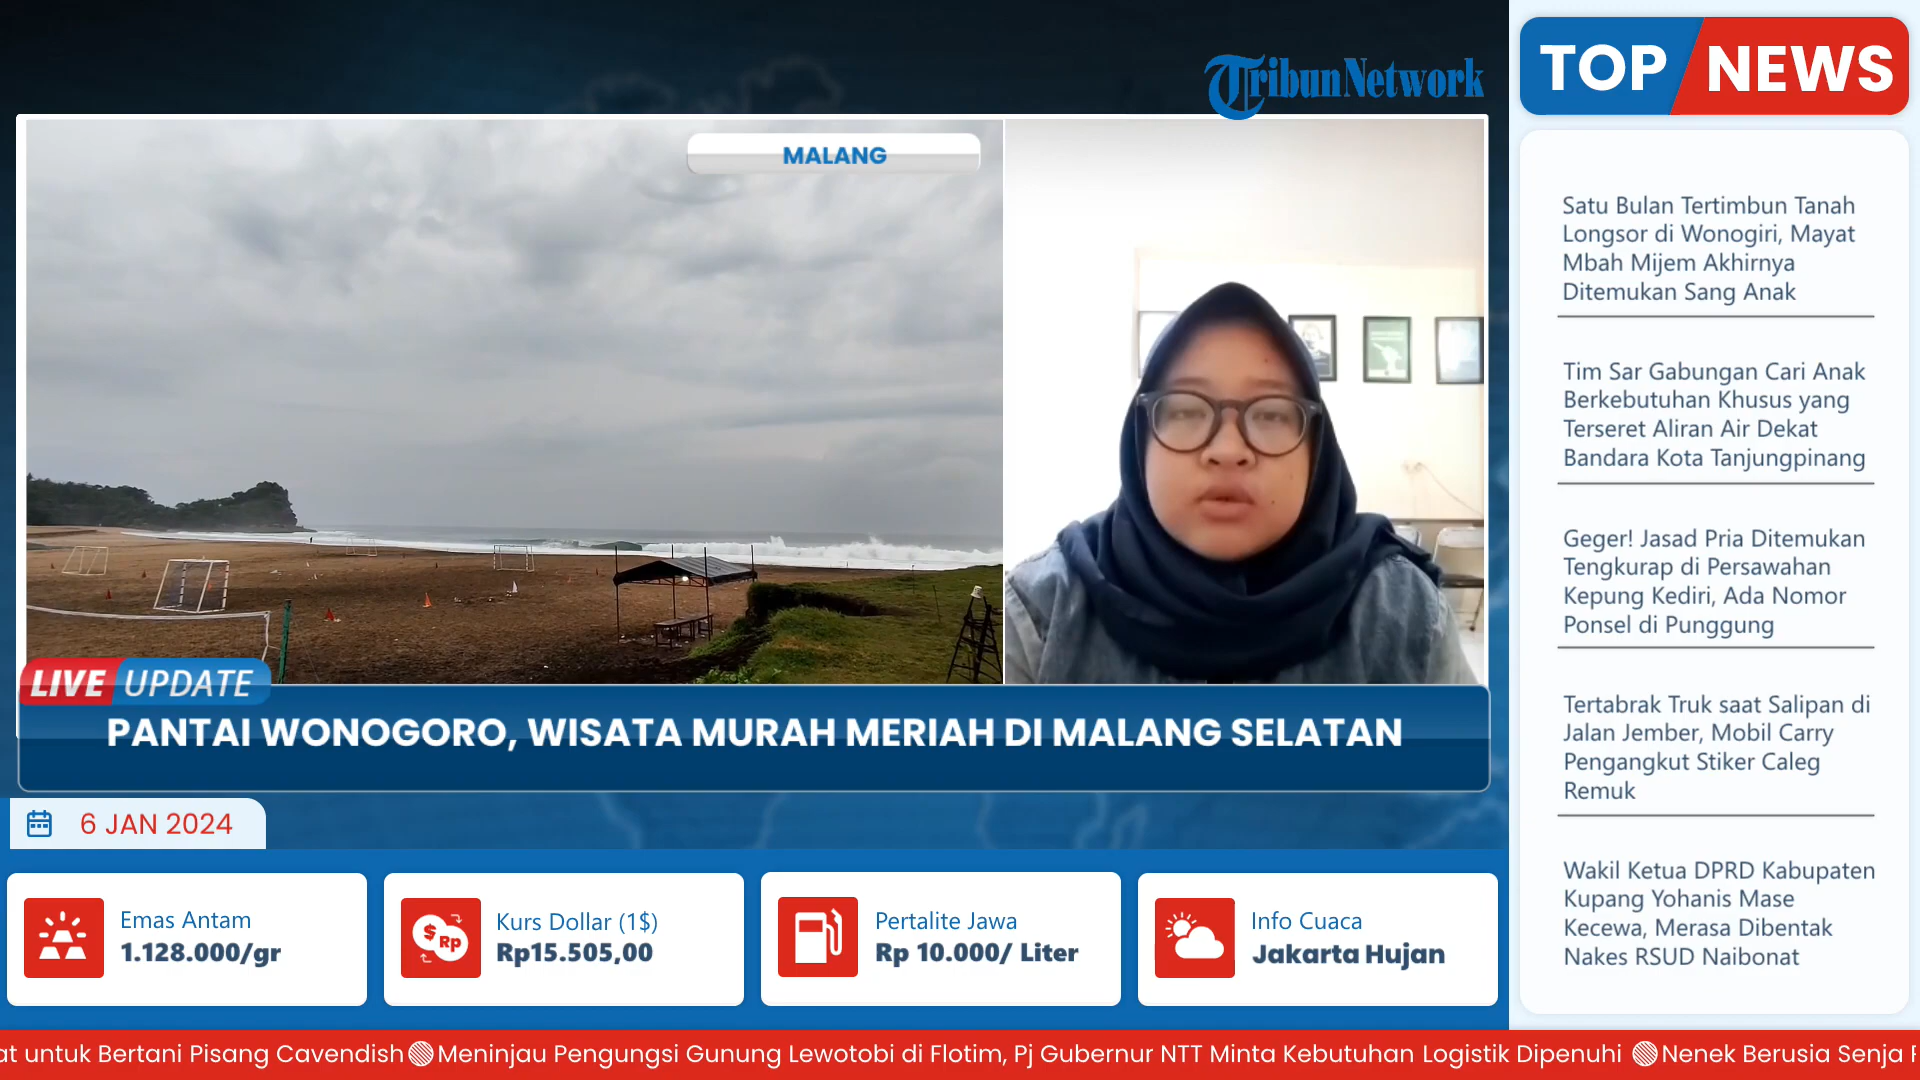 TribunNetwork
MALANG
LIVE UPDATE
PANTAI WONOGORO, WISATA MURAH MERIAH DI MALANG SELATAN
6 JAN 2024
Emas Antam
1.128.000/gr
Kurs Dollar (1$)
Rp15.505,00
Pertalite Jawa
Rp 10.000/ Liter
Info Cuaca
Jakarta Hujan
TOP NEWS
Satu Bulan Tertimbun Tanah
Longsor di Wonogiri, Mayat
Mbah Mijem Akhirnya
Ditemukan Sang Anak
Tim Sar Gabungan Cari Anak
Berkebutuhan Khusus yang
Terseret Aliran Air Dekat
Bandara Kota Tanjungpinang
Geger! Jasad Pria Ditemukan
Tengkurap di Persawahan
Kepung Kediri, Ada Nomor
Ponsel di Punggung
Tertabrak Truk saat Salipan di
Jalan Jember, Mobil Carry
Pengangkut Stiker Caleg
Remuk
Wakil Ketua DPRD Kabupaten
Kupang Yohanis Mase
Kecewa, Merasa Dibentak
Nakes RSUD Naibonat
at untuk Bertani Pisang Cavendish Meninjau Pengungsi Gunung Lewotobi di Flotim, Pj Gubernur NTT Minta Kebutuhan Logistik Dipenuhi Nenek Berusia Senja